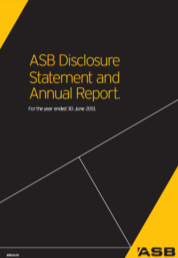 ASB Disclosure
Statement and
Annual Report.
For the year ended 30 June 2013.
ASB